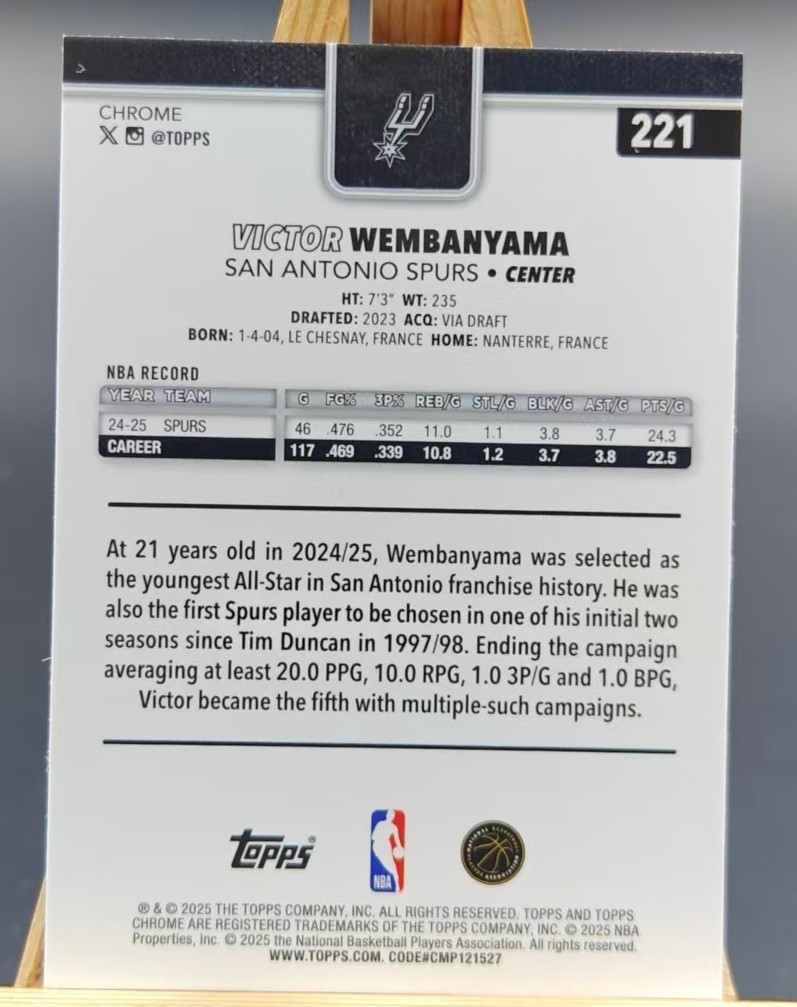 CHROME
221
X @TOPPS
VICTOR WEMBANYAMA
SAN ANTONIO SPURS • CENTER
HT: 7'3" WT: 235
DRAFTED: 2023 ACQ: VIA DRAFT
BORN: 1-4-04, LE CHESNAY, FRANCE HOME: NANTERRE, FRANCE
NBA RECORD
YEAR TEAM G FG% 3P% REB/G STL/G BLK/G AST/G PTS/G
24-25 SPURS 46 .476 .352 11.0 1.1 3.8 3.7 24.3
CAREER 117 .469 .339 10.8 1.2 3.7 3.8 22.5
At 21 years old in 2024/25, Wembanyama was selected as
the youngest All-Star in San Antonio franchise history. He was
also the first Spurs player to be chosen in one of his initial two
seasons since Tim Duncan in 1997/98. Ending the campaign
averaging at least 20.0 PPG, 10.0 RPG, 1.0 3P/G and 1.0 BPG,
Victor became the fifth with multiple-such campaigns.
Topps®
NBA
NATIONAL BASKETBALL PLAYERS ASSOCIATION
® & © 2025 THE TOPPS COMPANY, INC. ALL RIGHTS RESERVED. TOPPS AND TOPPS
CHROME ARE REGISTERED TRADEMARKS OF THE TOPPS COMPANY, INC. © 2025 NBA
Properties, Inc. © 2025 the National Basketball Players Association. All rights reserved.
WWW.TOPPS.COM. CODE#CMP121527